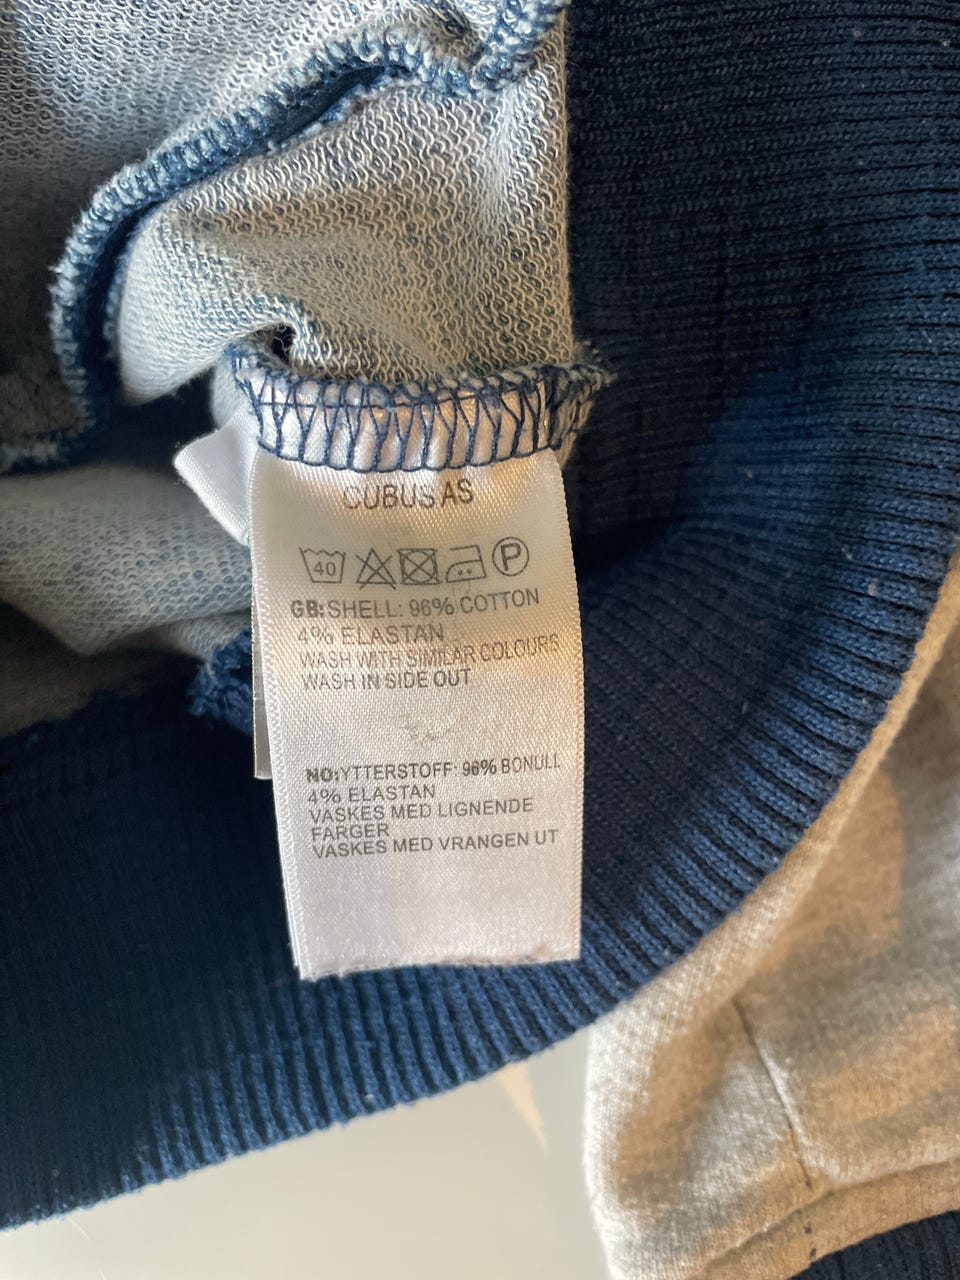 CUBUS AS
40 P
GB: SHELL: 96% COTTON
4% ELASTAN
WASH WITH SIMILAR COLOURS
WASH IN SIDE OUT
NO: YTTERSTOFF: 96% BONULL
4% ELASTAN
VASKES MED LIGNENDE
FARGER
VASKES MED VRANGEN UT